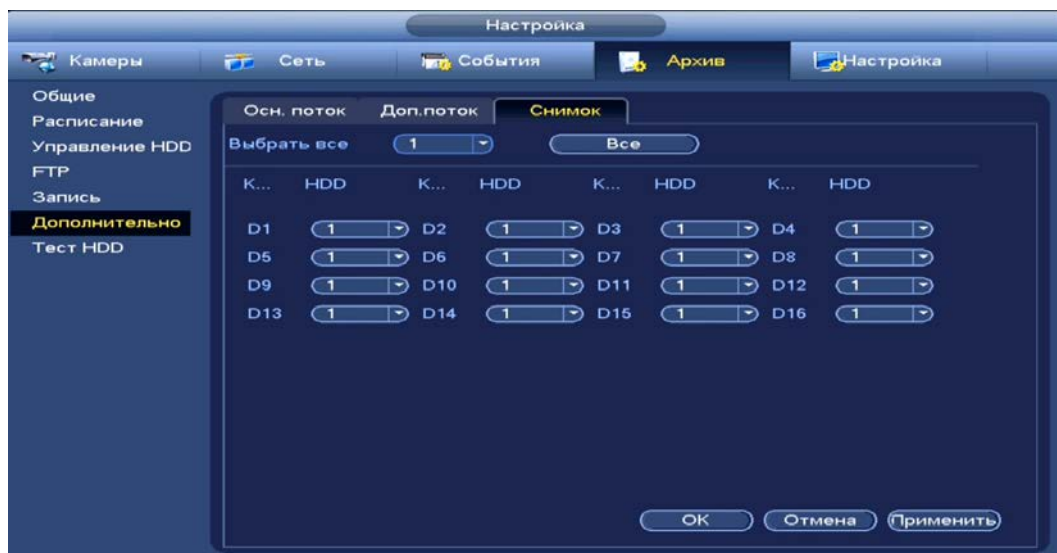 Настройка
Камеры Сеть События Архив Настройка
Общие
Расписание
Управление HDD
FTP
Запись
Дополнительно
Тест HDD
Осн. поток Доп.поток Снимок
Выбрать все 1 Все
К... HDD К... HDD К... HDD К... HDD
D1 1 D2 1 D3 1 D4 1
D5 1 D6 1 D7 1 D8 1
D9 1 D10 1 D11 1 D12 1
D13 1 D14 1 D15 1 D16 1
OK Отмена Применить